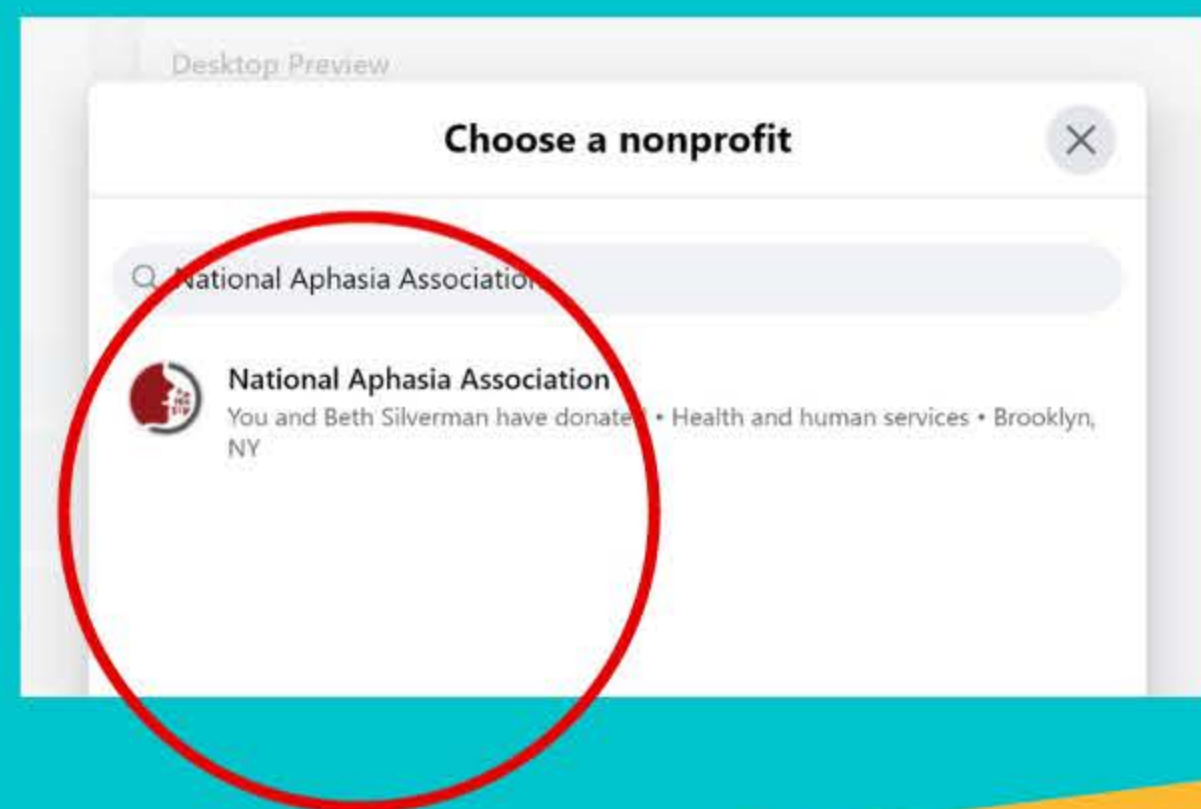 Desktop Preview
Choose a nonprofit
National Aphasia Association
National Aphasia Association
You and Beth Silverman have donated • Health and human services • Brooklyn,
NY